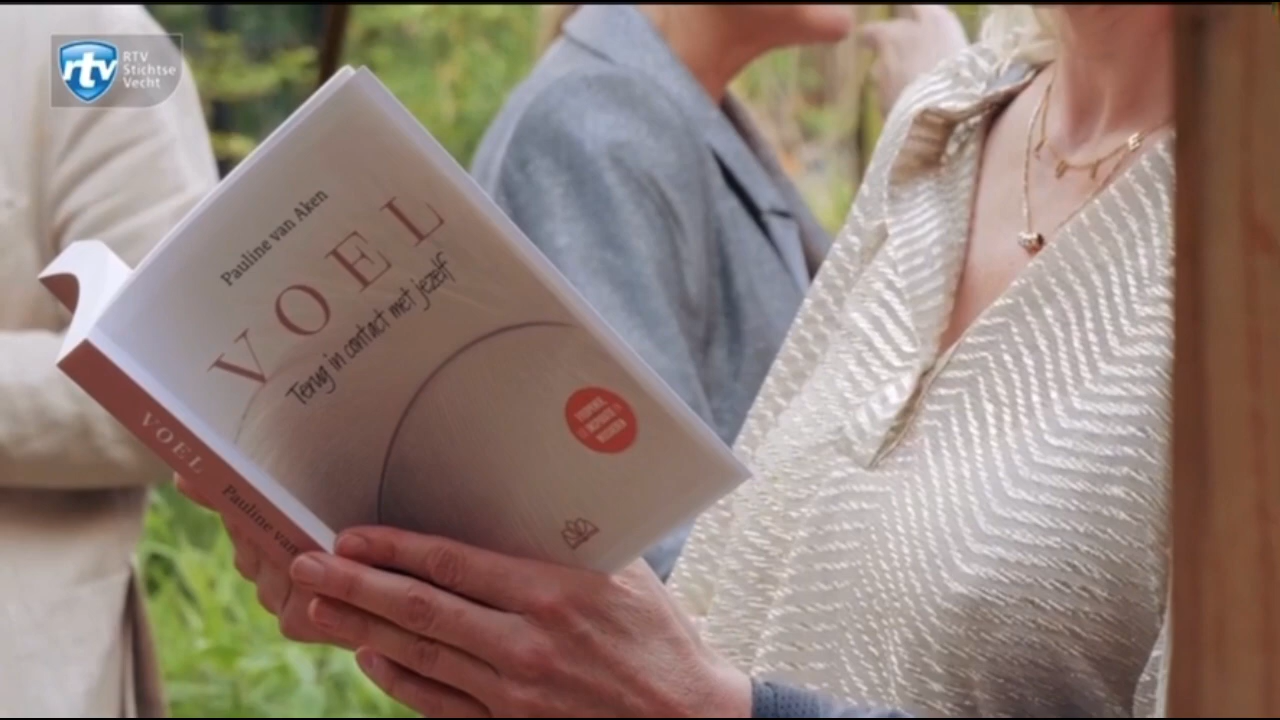 rtv
RTV
Stichtse
Vecht
Pauline van Aken
VOEL
Terug in contact met jezelf
VOEL
Pauline van